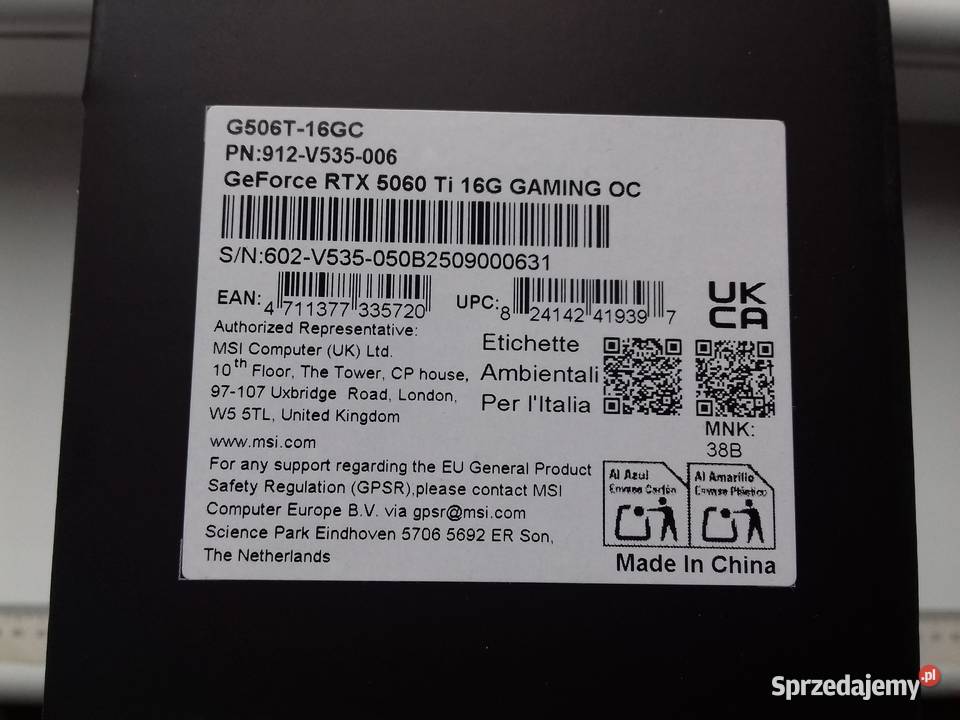 G506T-16GC
PN:912-V535-006
GeForce RTX 5060 Ti 16G GAMING OC
S/N:602-V535-050B2509000631
EAN: 4 711377 335720
UPC: 8 24142 41939 7
UK
CA
Authorized Representative:
MSI Computer (UK) Ltd.
10th Floor, The Tower, CP house,
97-107 Uxbridge Road, London,
W5 5TL, United Kingdom
www.msi.com
Etichette
Ambientali
Per l'Italia
MNK:
38B
For any support regarding the EU General Product
Safety Regulation (GPSR),please contact MSI
Computer Europe B.V. via gpsr@msi.com
Science Park Eindhoven 5706 5692 ER Son,
The Netherlands
Al Azul
Envase Cartón
Al Amarillo
Envase Plástico
Made In China
Sprzedajemy.pl